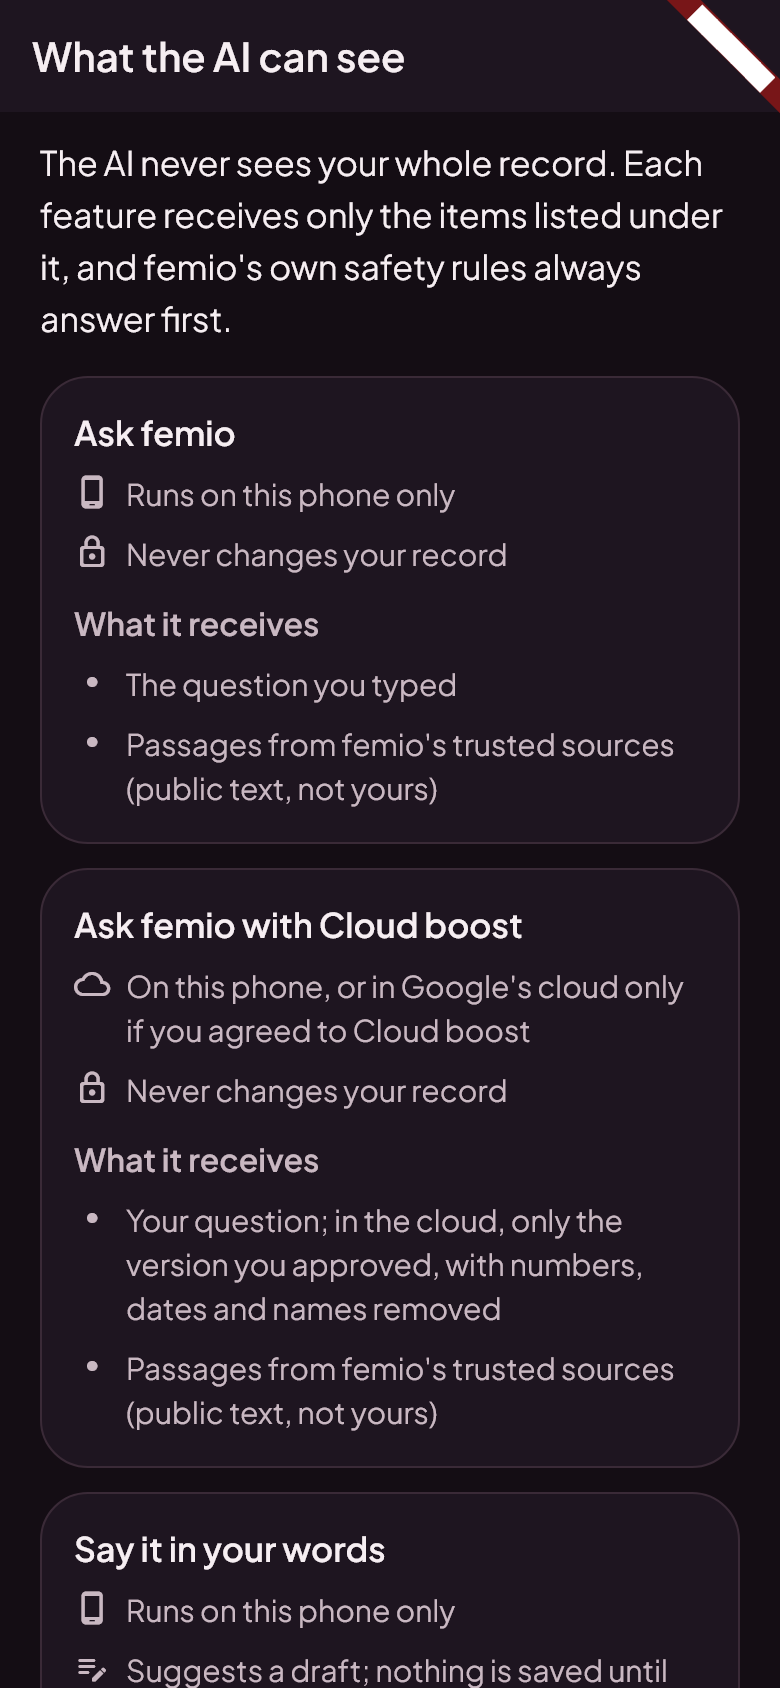 What the AI can see
The AI never sees your whole record. Each
feature receives only the items listed under
it, and femio's own safety rules always
answer first.
Ask femio
Runs on this phone only
Never changes your record
What it receives
• The question you typed
• Passages from femio's trusted sources
(public text, not yours)
Ask femio with Cloud boost
On this phone, or in Google's cloud only
if you agreed to Cloud boost
Never changes your record
What it receives
• Your question; in the cloud, only the
version you approved, with numbers,
dates and names removed
• Passages from femio's trusted sources
(public text, not yours)
Say it in your words
Runs on this phone only
Suggests a draft; nothing is saved until